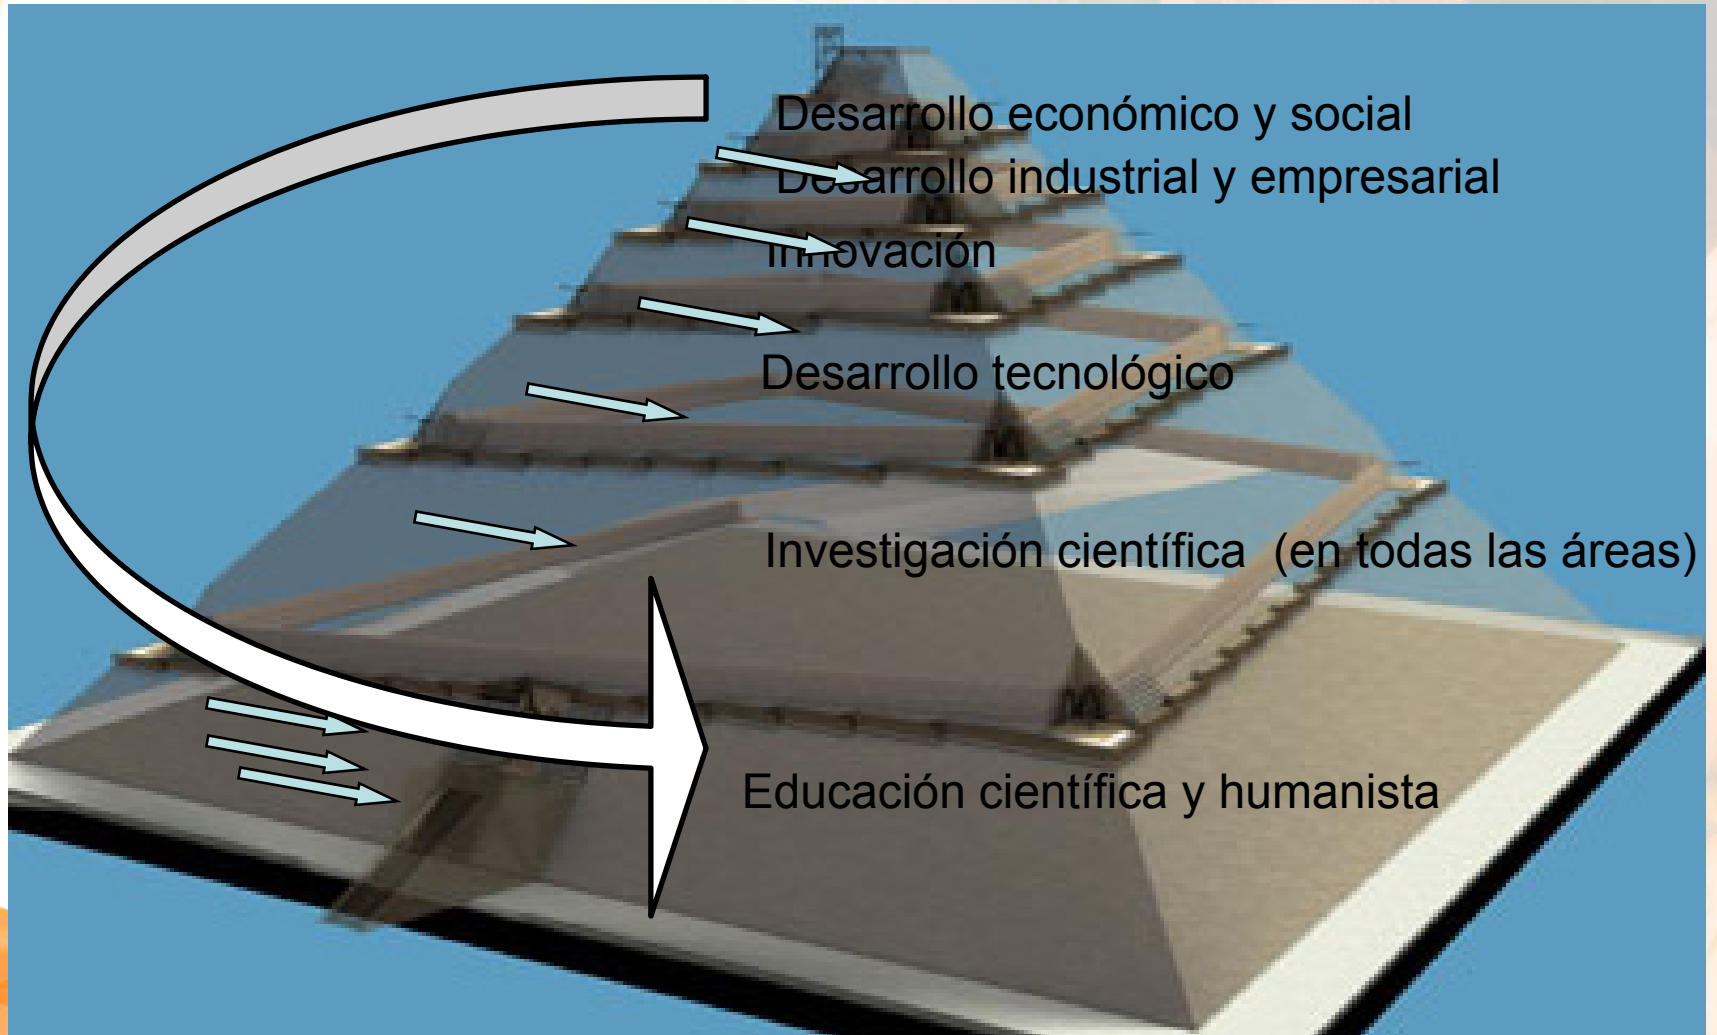 Desarrollo económico y social
Desarrollo industrial y empresarial
Innovación
Desarrollo tecnológico
Investigación científica  (en todas las áreas)
Educación científica y humanista